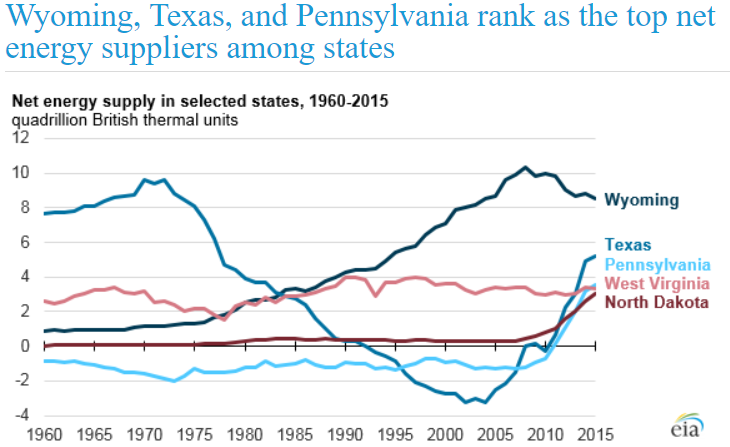 Wyoming, Texas, and Pennsylvania rank as the top net
energy suppliers among states
Net energy supply in selected states, 1960-2015
quadrillion British thermal units
12
10
8
6
4
2
0
-2
-4
Wyoming
Texas
Pennsylvania
West Virginia
North Dakota
1960 1965 1970 1975 1980 1985 1990 1995 2000 2005 2010 2015
eia